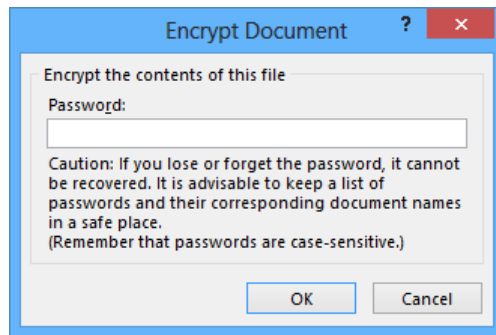 Encrypt Document
?
×
Encrypt the contents of this file
Password:
Caution: If you lose or forget the password, it cannot
be recovered. It is advisable to keep a list of
passwords and their corresponding document names
in a safe place.
(Remember that passwords are case-sensitive.)
OK
Cancel